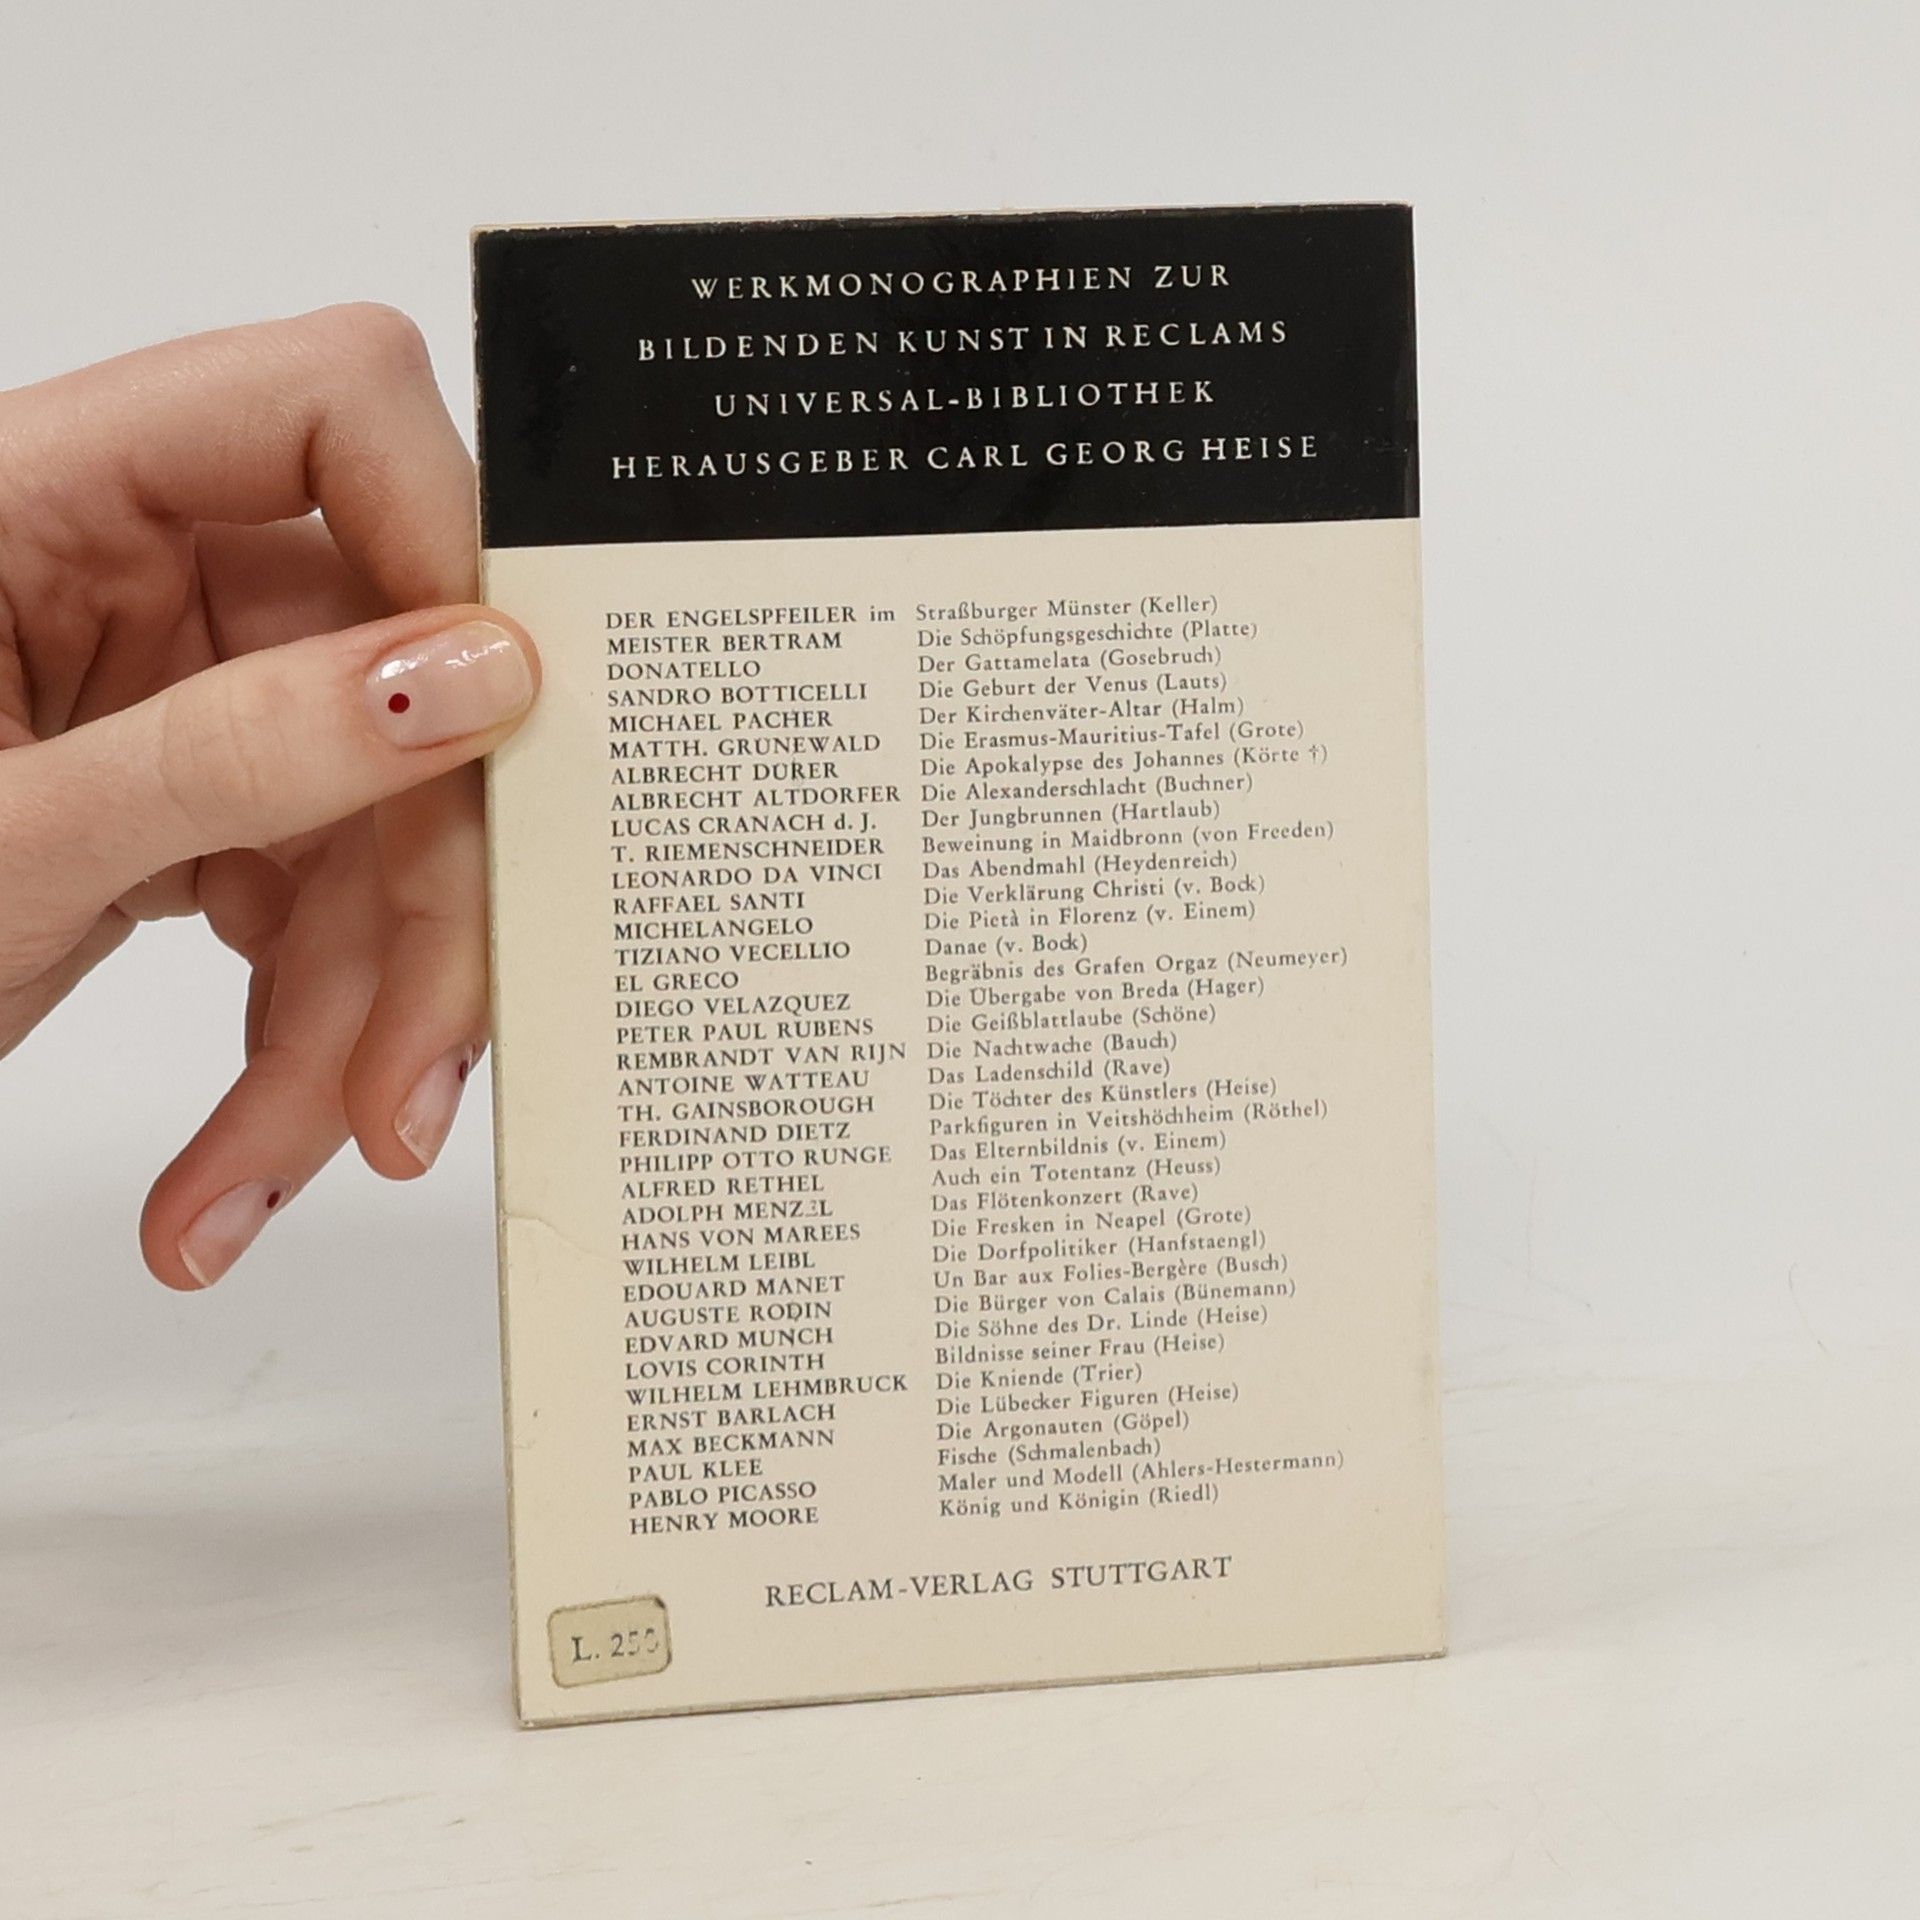 WERKMONOGRAPHIEN ZUR
BILDENDEN KUNST IN RECLAMS
UNIVERSAL-BIBLIOTHEK
HERAUSGEBER CARL GEORG HEISE
DER ENGELSPFEILER im Straßburger Münster (Keller)
MEISTER BERTRAM Die Schöpfungsgeschichte (Platte)
DONATELLO Der Gattamelata (Gosebruch)
SANDRO BOTTICELLI Die Geburt der Venus (Lauts)
MICHAEL PACHER Der Kirchenväter-Altar (Halm)
MATTH. GRÜNEWALD Die Erasmus-Mauritius-Tafel (Grote)
ALBRECHT DÜRER Die Apokalypse des Johannes (Körte †)
ALBRECHT ALTDORFER Die Alexanderschlacht (Buchner)
LUCAS CRANACH d. J. Der Jungbrunnen (Hartlaub)
T. RIEMENSCHNEIDER Beweinung in Maidbronn (von Freeden)
LEONARDO DA VINCI Das Abendmahl (Heydenreich)
RAFFAEL SANTI Die Verklärung Christi (v. Bock)
MICHELANGELO Die Pietà in Florenz (v. Einem)
TIZIANO VECELLIO Danae (v. Bock)
EL GRECO Begräbnis des Grafen Orgaz (Neumeyer)
DIEGO VELAZQUEZ Die Übergabe von Breda (Hager)
PETER PAUL RUBENS Die Geißblattlaube (Schöne)
REMBRANDT VAN RIJN Die Nachtwache (Bauch)
ANTOINE WATTEAU Das Ladenschild (Rave)
TH. GAINSBOROUGH Die Töchter des Künstlers (Heise)
FERDINAND DIETZ Parkfiguren in Veitshöchheim (Röthel)
PHILIPP OTTO RUNGE Das Elternbildnis (v. Einem)
ALFRED RETHEL Auch ein Totentanz (Heuss)
ADOLPH MENZEL Das Flötenkonzert (Rave)
HANS VON MAREES Die Fresken in Neapel (Grote)
WILHELM LEIBL Die Dorfpolitiker (Hanfstaengl)
EDOUARD MANET Un Bar aux Folies-Bergère (Busch)
AUGUSTE RODIN Die Bürger von Calais (Bünemann)
EDVARD MUNCH Die Söhne des Dr. Linde (Heise)
LOVIS CORINTH Bildnisse seiner Frau (Heise)
WILHELM LEHMBRUCK Die Kniende (Trier)
ERNST BARLACH Die Lübecker Figuren (Heise)
MAX BECKMANN Die Argonauten (Göpel)
PAUL KLEE Fische (Schmalenbach)
PABLO PICASSO Maler und Modell (Ahlers-Hestermann)
HENRY MOORE König und Königin (Riedl)
RECLAM-VERLAG STUTTGART
L.